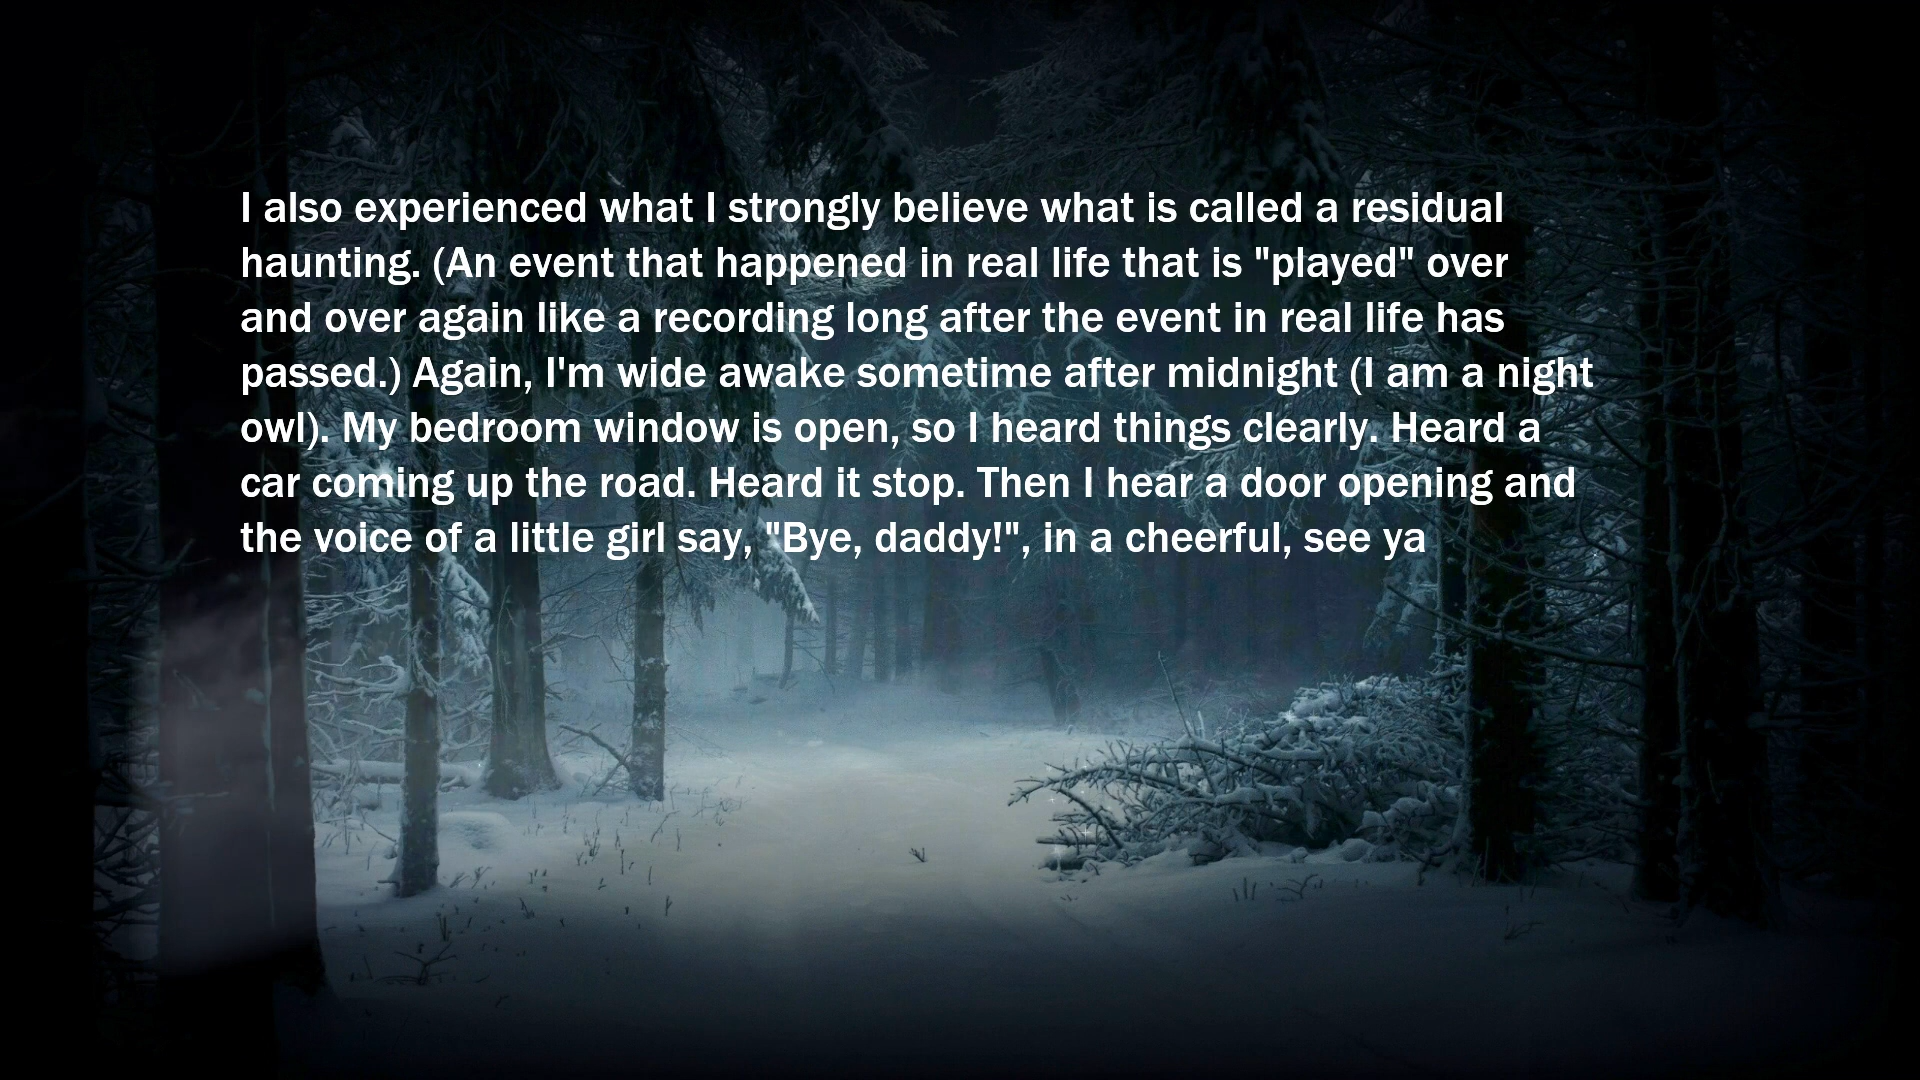 I also experienced what I strongly believe what is called a residual
haunting. (An event that happened in real life that is "played" over
and over again like a recording long after the event in real life has
passed.) Again, I'm wide awake sometime after midnight (I am a night
owl). My bedroom window is open, so I heard things clearly. Heard a
car coming up the road. Heard it stop. Then I hear a door opening and
the voice of a little girl say, "Bye, daddy!", in a cheerful, see ya